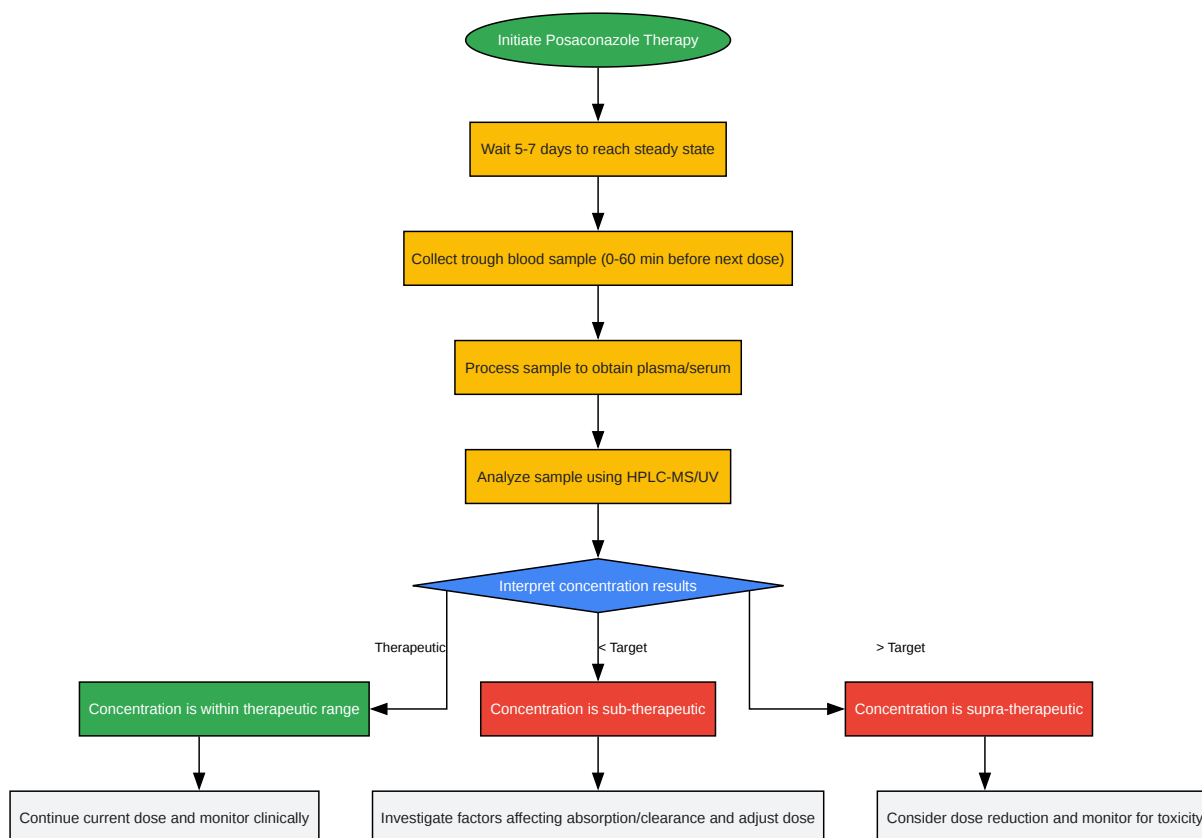 Initiate Posaconazole Therapy
Wait 5-7 days to reach steady state
Collect trough blood sample (0-60 min before next dose)
Process sample to obtain plasma/serum
Analyze sample using HPLC-MS/UV
Interpret concentration results
Therapeutic
< Target
> Target
Concentration is within therapeutic range
Concentration is sub-therapeutic
Concentration is supra-therapeutic
Continue current dose and monitor clinically
Investigate factors affecting absorption/clearance and adjust dose
Consider dose reduction and monitor for toxicity